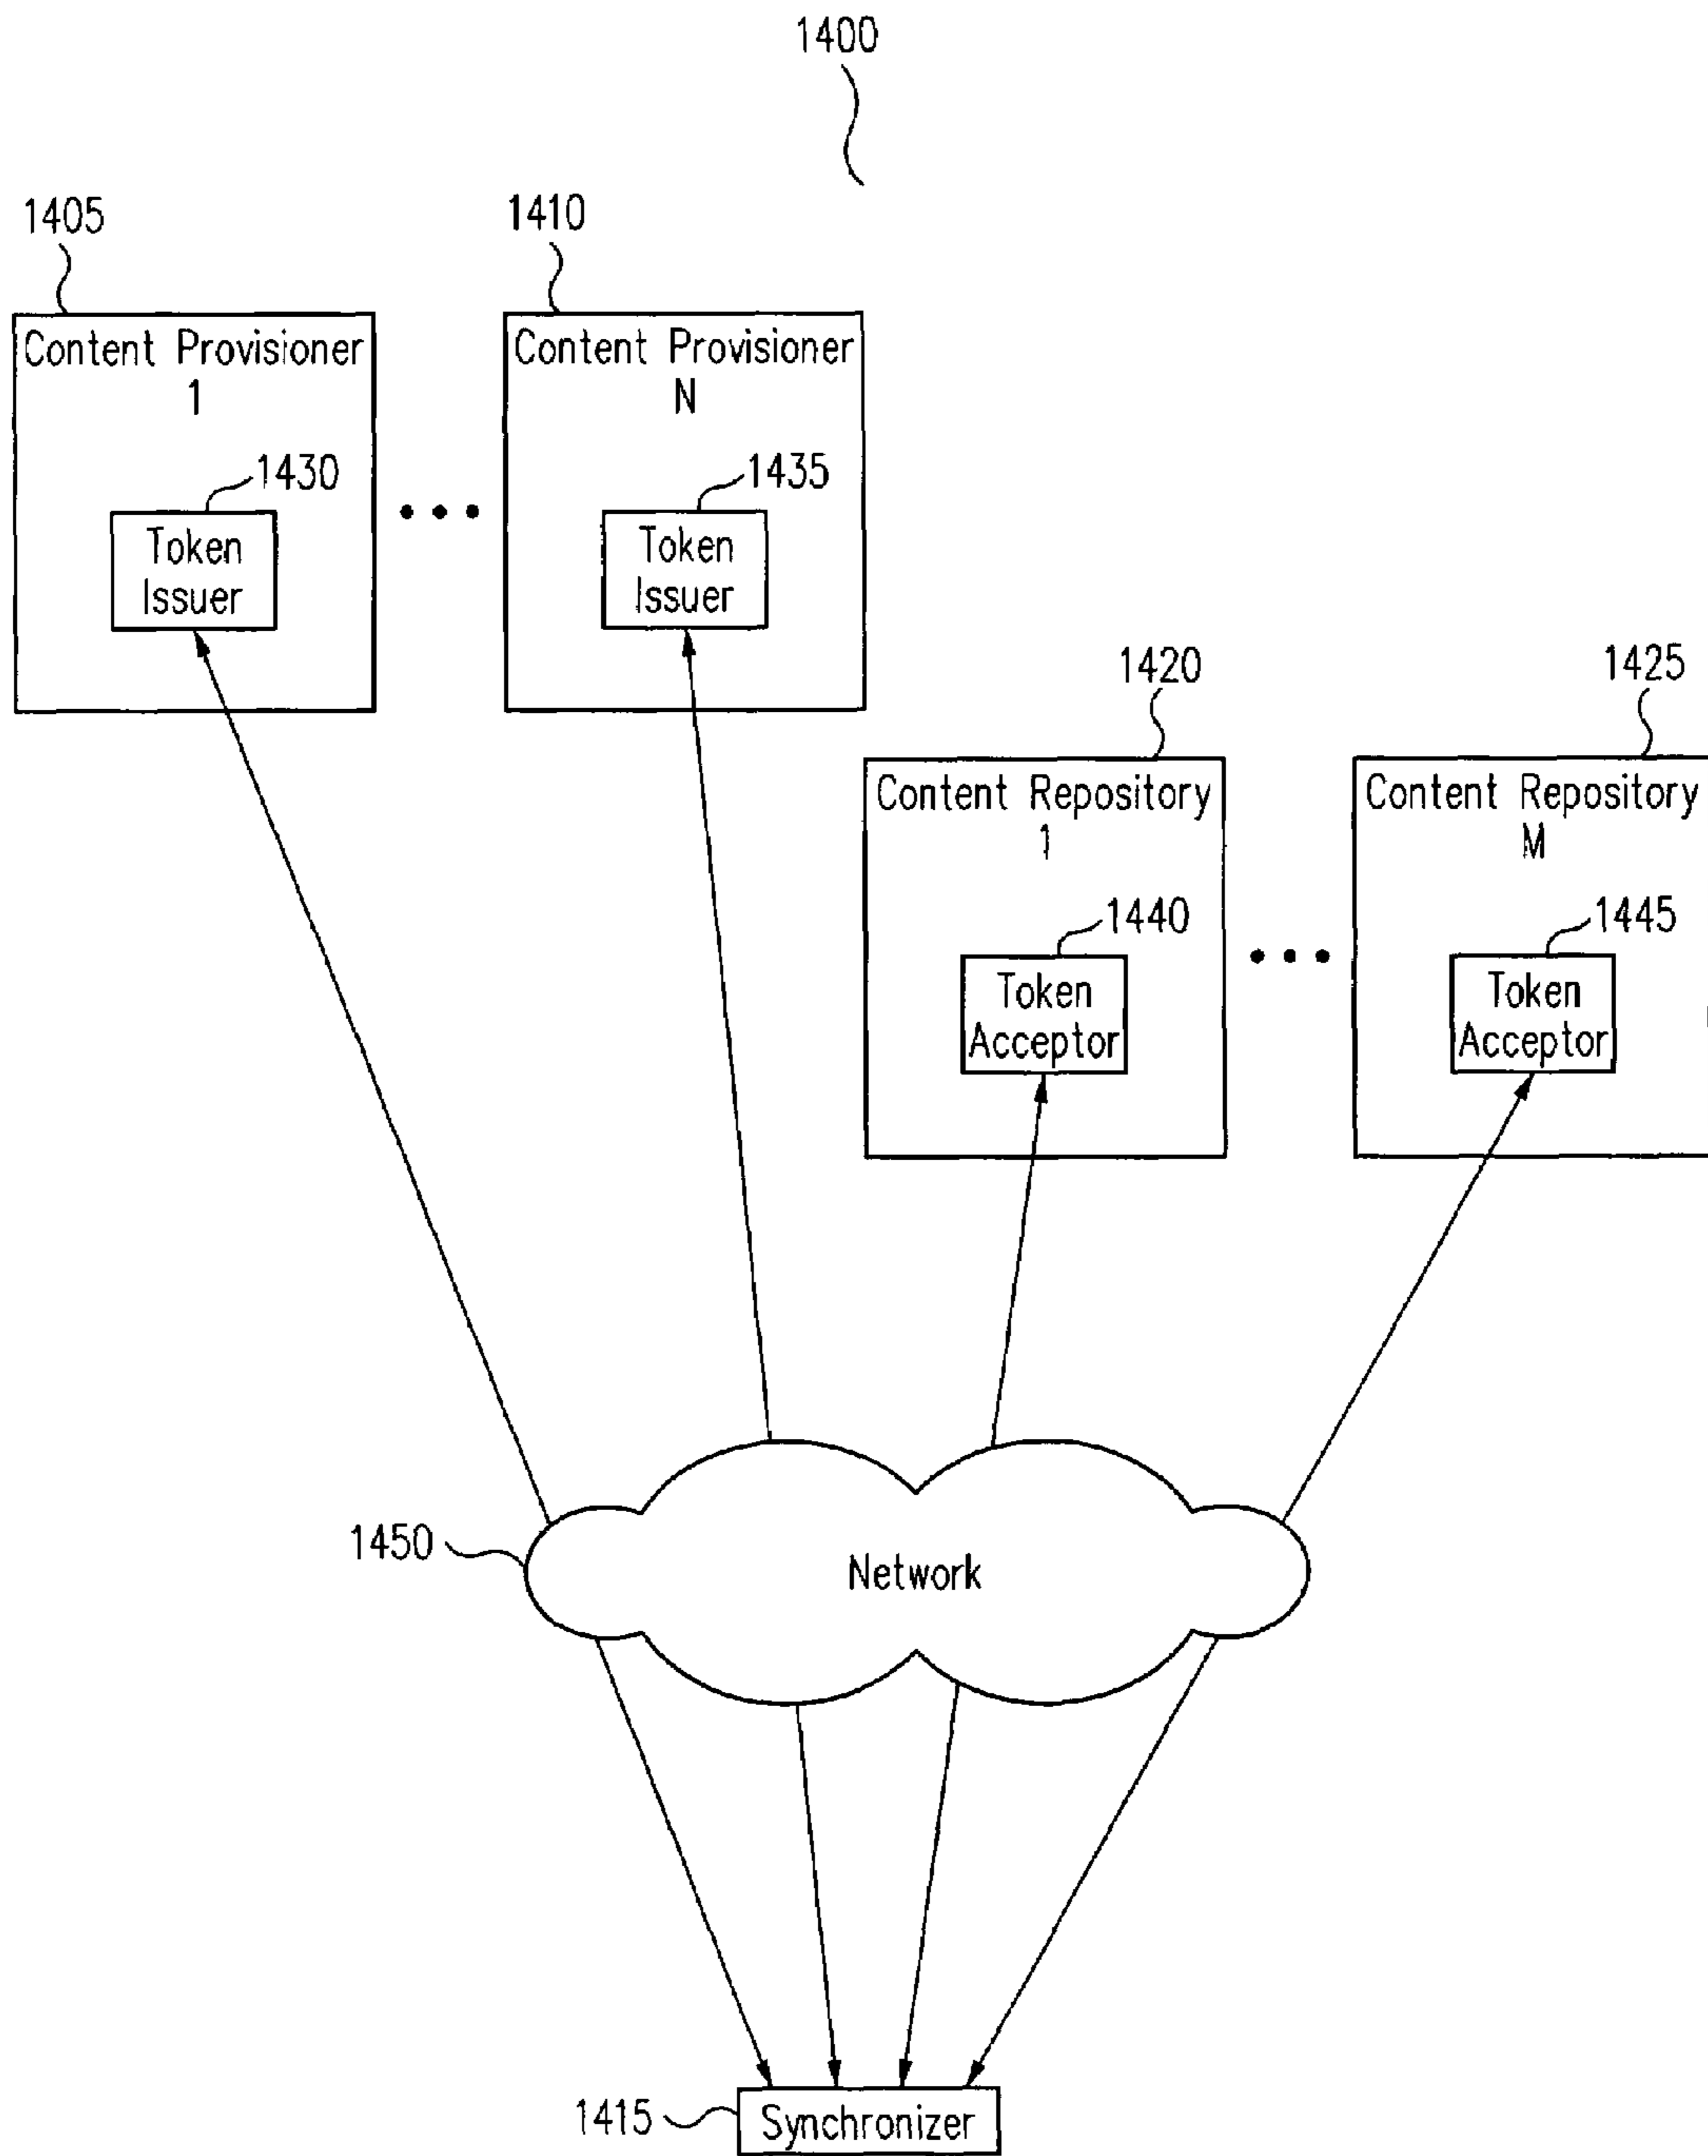 1400
1405
1410
Content Provisioner
1
Content Provisioner
N
1430
1435
Token
Issuer
Token
Issuer
1420
1425
Content Repository
1
Content Repository
M
1440
1445
Token
Acceptor
Token
Acceptor
1450
Network
1415
Synchronizer